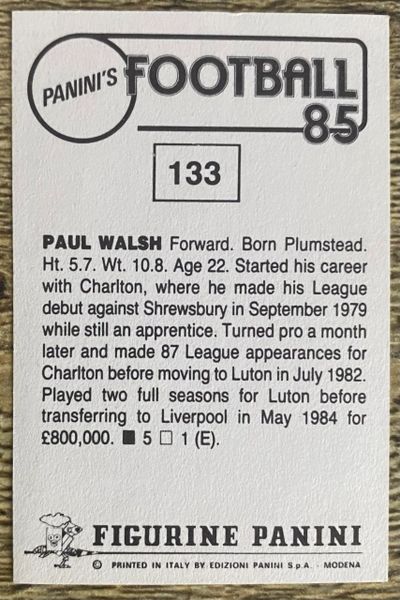 PANINI'S FOOTBALL
85
133
PAUL WALSH Forward. Born Plumstead.
Ht. 5.7. Wt. 10.8. Age 22. Started his career
with Charlton, where he made his League
debut against Shrewsbury in September 1979
while still an apprentice. Turned pro a month
later and made 87 League appearances for
Charlton before moving to Luton in July 1982.
Played two full seasons for Luton before
transferring to Liverpool in May 1984 for
£800,000. ■ 5 □ 1 (E).
FIGURINE PANINI
© PRINTED IN ITALY BY EDIZIONI PANINI S.p.A. - MODENA